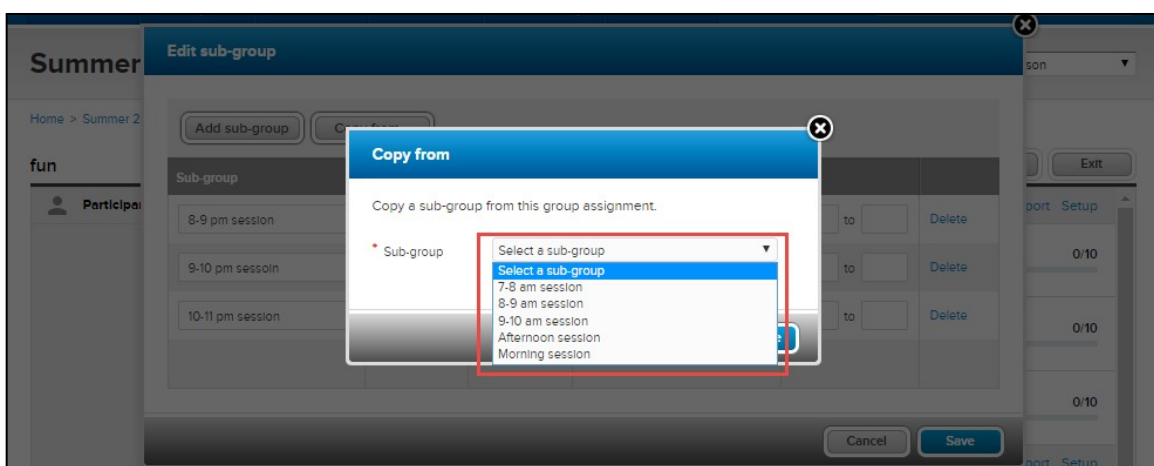 Summer
Edit sub-group
son
Home > Summer 2
Add sub-group
fun
Copy from
Exit
Sub-group
Participa
Copy a sub-group from this group assignment.
port Setup
8-9 pm session
to
Delete
* Sub-group
Select a sub-group
0/10
Select a sub-group
9-10 pm sessoin
to
Delete
7-8 am session
8-9 am session
10-11 pm session
9-10 am session
to
Delete
0/10
Afternoon session
Morning session
0/10
Cancel
Save
port Setup